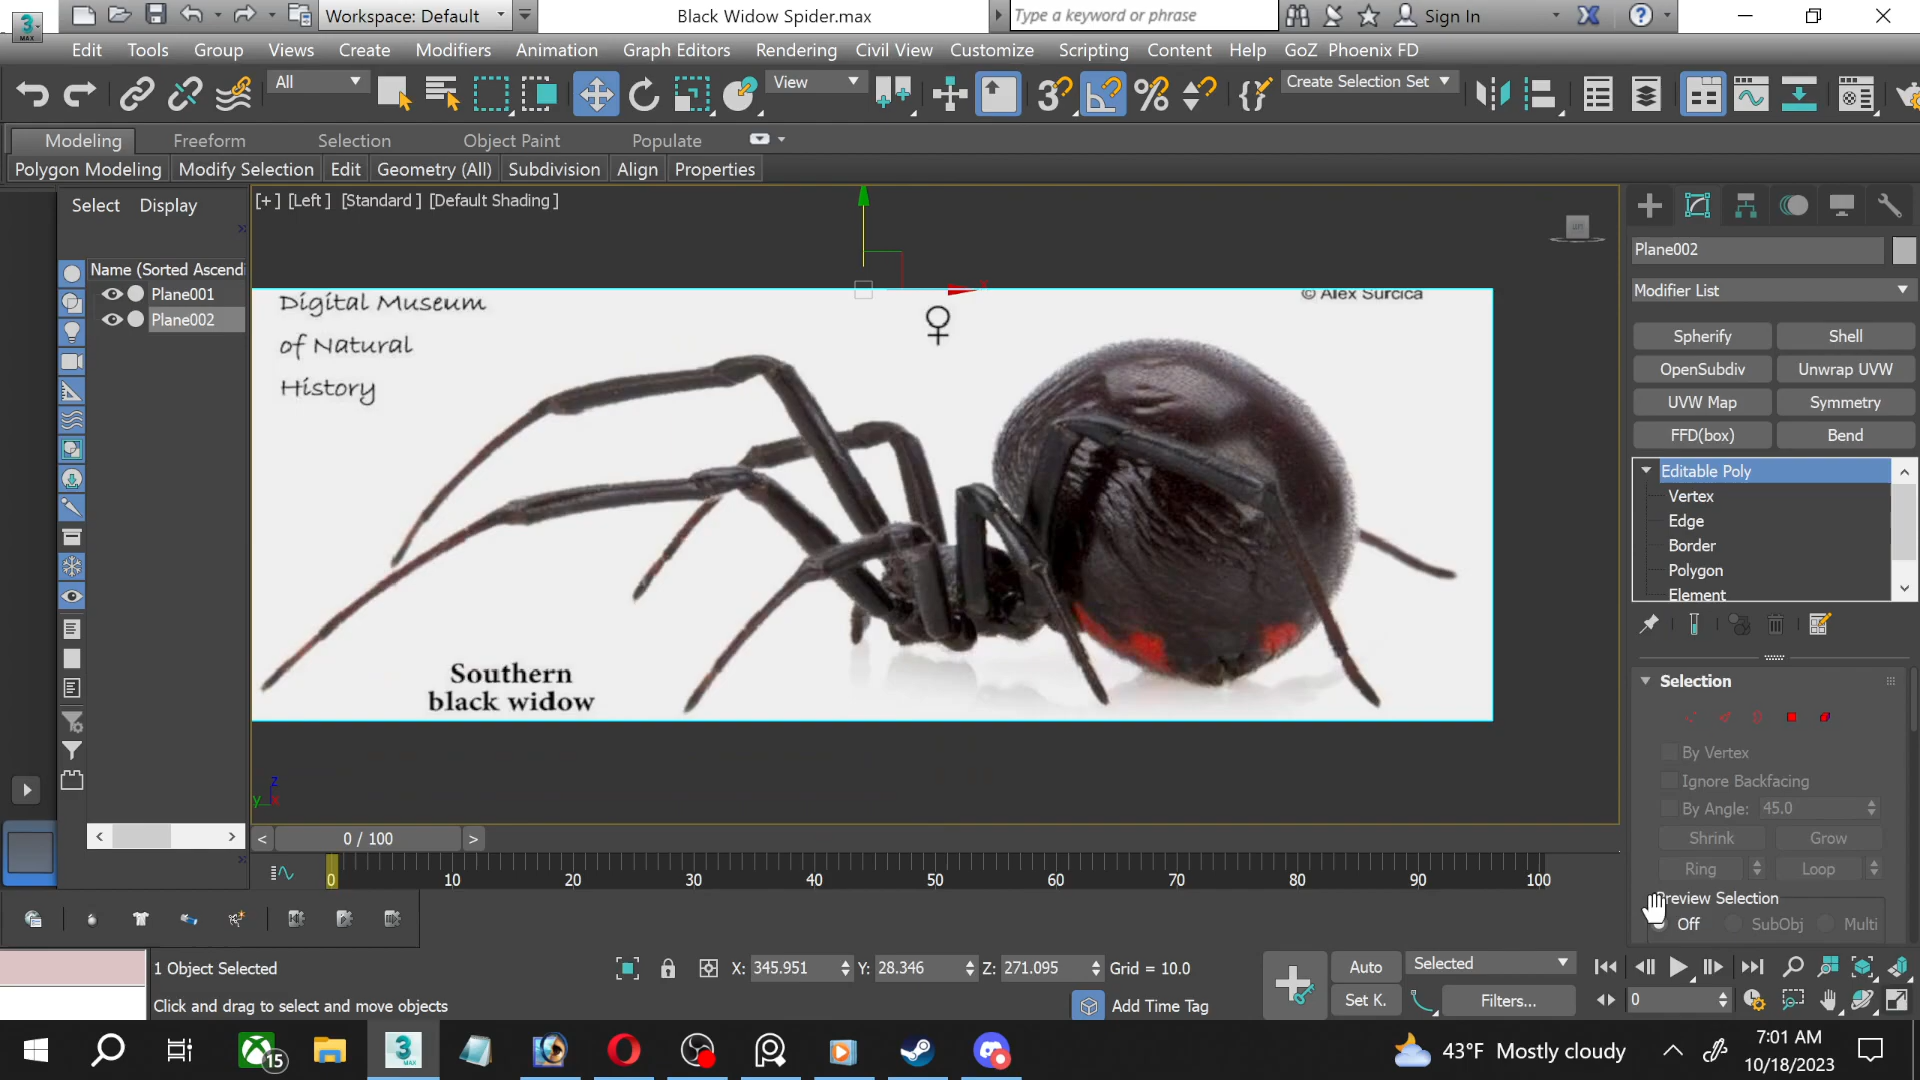 Workspace: Default
Black Widow Spider.max
Type a keyword or phrase
Sign In
Edit Tools Group Views Create Modifiers Animation Graph Editors Rendering Civil View Customize Scripting Content Help GoZ Phoenix FD
All
View
Create Selection Set
Modeling Freeform Selection Object Paint Populate
Polygon Modeling Modify Selection Edit Geometry (All) Subdivision Align Properties
Select Display
Name (Sorted Ascendi
Plane001
Plane002
[+] [Left] [Standard] [Default Shading]
Digital Museum
of Natural
History
© Alex Surcica
Southern
black widow
Plane002
Modifier List
Spherify Shell
OpenSubdiv Unwrap UVW
UVW Map Symmetry
FFD(box) Bend
Editable Poly
Vertex
Edge
Border
Polygon
Element
Selection
By Vertex
Ignore Backfacing
By Angle: 45.0
Shrink Grow
Ring Loop
Preview Selection
Off SubObj Multi
z
y
x
< 0 / 100 >
0 10 20 30 40 50 60 70 80 90 100
1 Object Selected
Click and drag to select and move objects
X: 345.951 Y: 28.346 Z: 271.095 Grid = 10.0
Add Time Tag
Auto Selected
Set K. Filters...
0
15
43°F Mostly cloudy
7:01 AM
10/18/2023